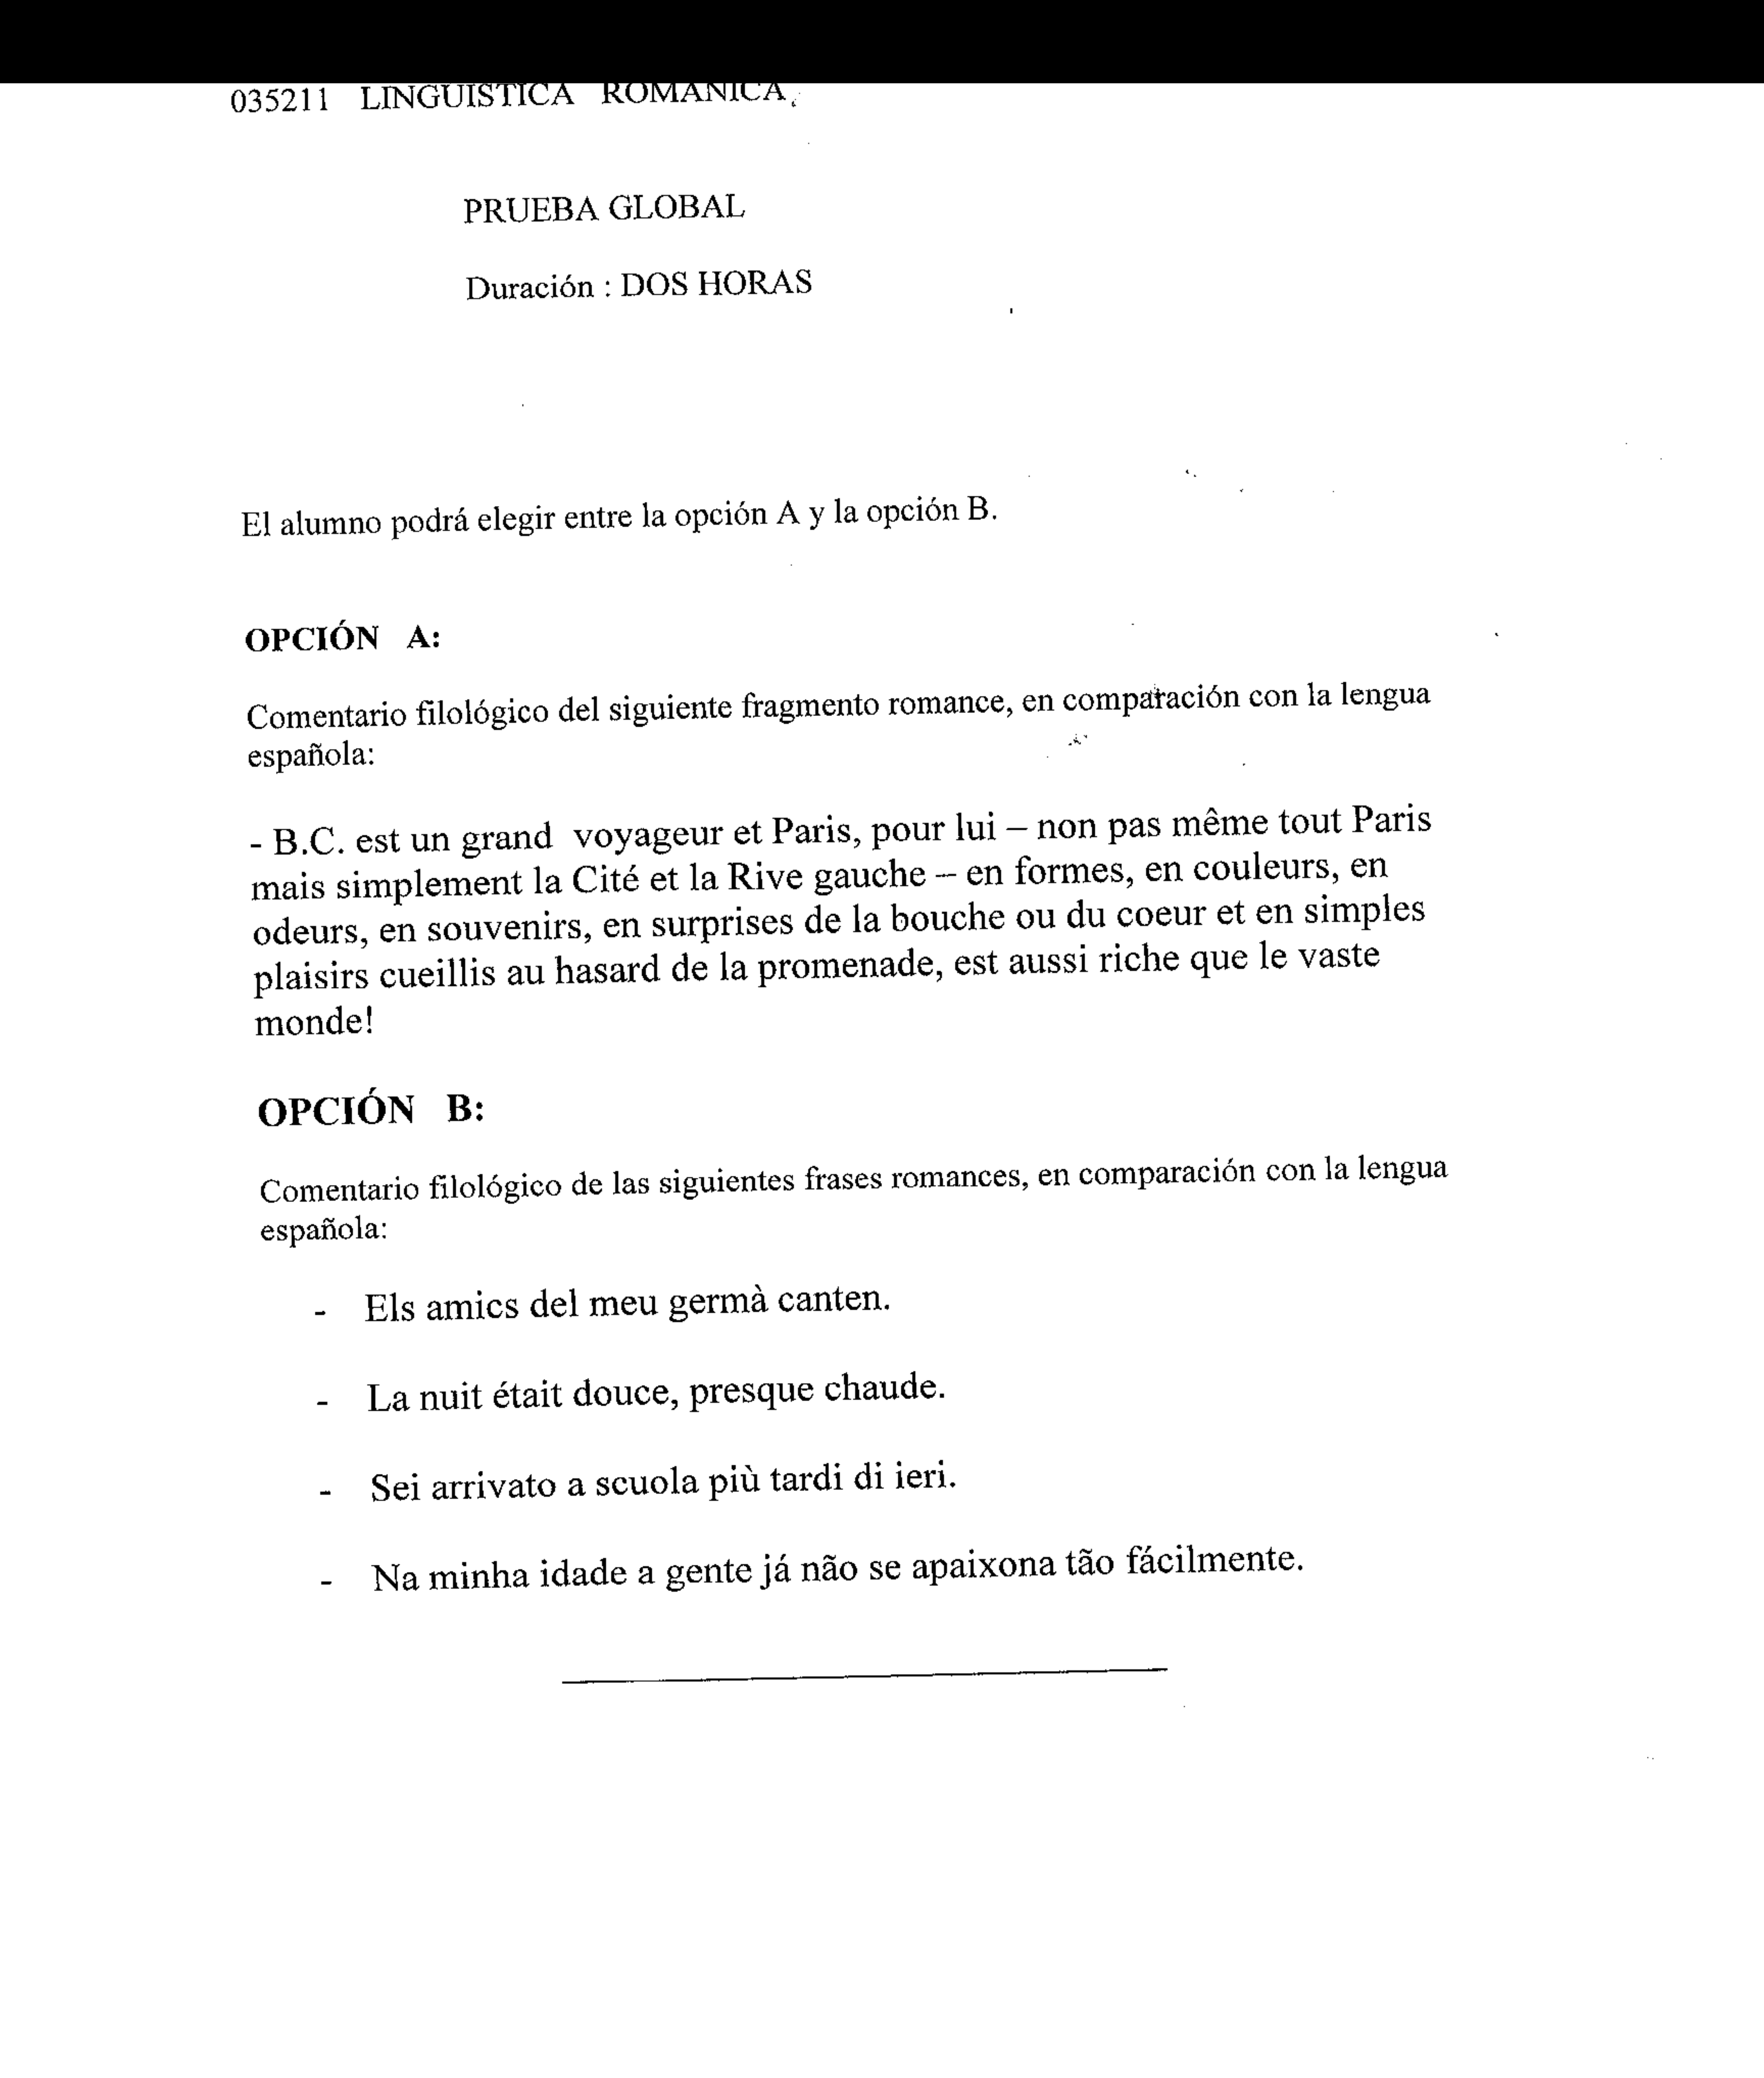 035211 LINGUISTICA ROMANICA.
PRUEBA GLOBAL
Duración : DOS HORAS
El alumno podrá elegir entre la opción A y la opción B.
OPCIÓN A:
Comentario filológico del siguiente fragmento romance, en comparación con la lengua
española:
- B.C. est un grand voyageur et Paris, pour lui – non pas même tout Paris
mais simplement la Cité et la Rive gauche – en formes, en couleurs, en
odeurs, en souvenirs, en surprises de la bouche ou du coeur et en simples
plaisirs cueillis au hasard de la promenade, est aussi riche que le vaste
monde!
OPCIÓN B:
Comentario filológico de las siguientes frases romances, en comparación con la lengua
española:
- Els amics del meu germà canten.
- La nuit était douce, presque chaude.
- Sei arrivato a scuola più tardi di ieri.
- Na minha idade a gente já não se apaixona tão fácilmente.